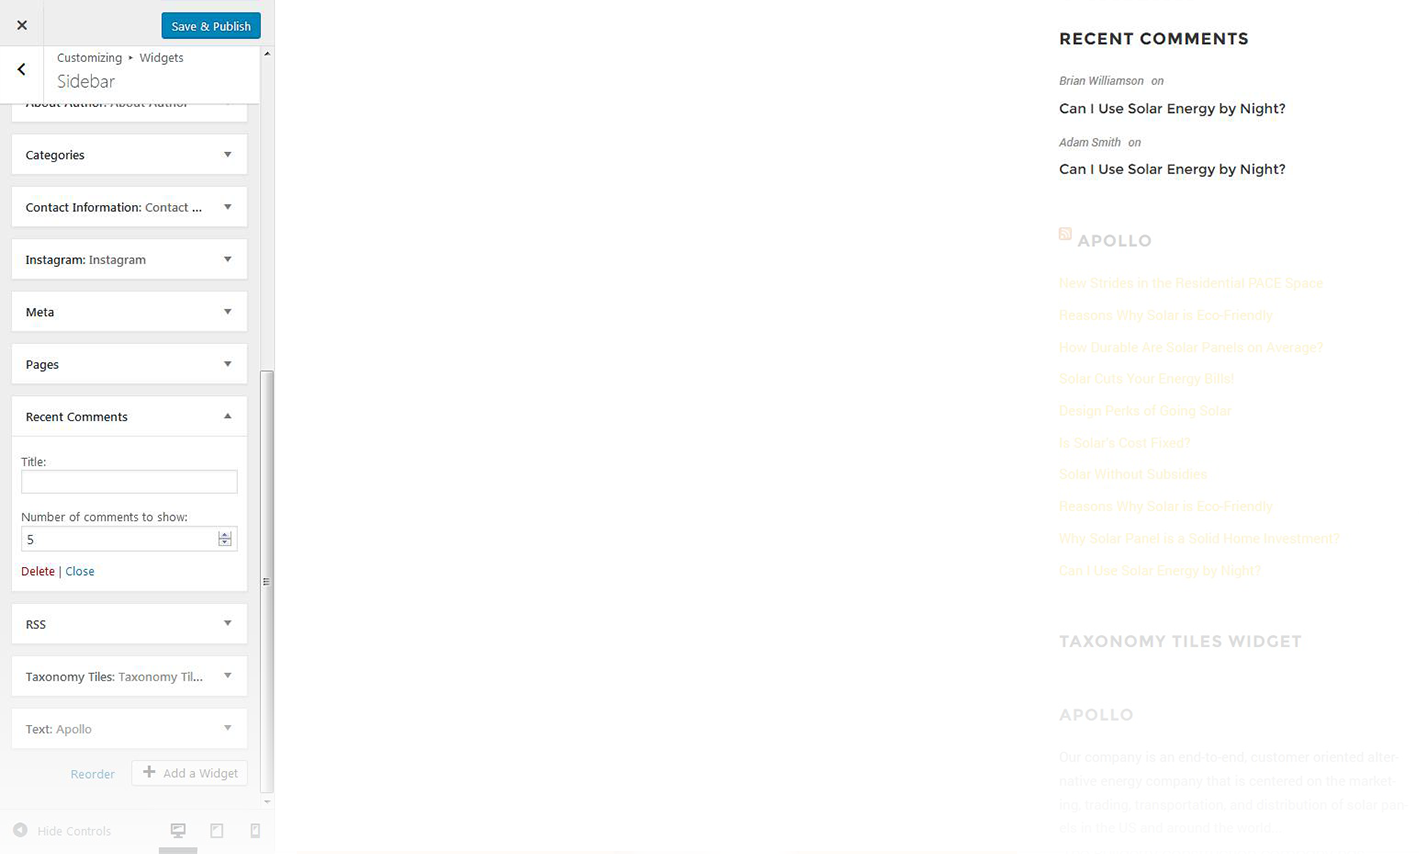 Save & Publish
Customizing ▸ Widgets
Sidebar
About Author: About Author
Categories
Contact Information: Contact ...
Instagram: Instagram
Meta
Pages
Recent Comments
Title:
Number of comments to show:
5
Delete | Close
RSS
Taxonomy Tiles: Taxonomy Til...
Text: Apollo
Reorder
Add a Widget
Hide Controls
RECENT COMMENTS
Brian Williamson on
Can I Use Solar Energy by Night?
Adam Smith on
Can I Use Solar Energy by Night?
APOLLO
New Strides in the Residential PACE Space
Reasons Why Solar is Eco-Friendly
How Durable Are Solar Panels on Average?
Solar Cuts Your Energy Bills!
Design Perks of Going Solar
Is Solar's Cost Fixed?
Solar Without Subsidies
Reasons Why Solar is Eco-Friendly
Why Solar Panel is a Solid Home Investment?
Can I Use Solar Energy by Night?
TAXONOMY TILES WIDGET
APOLLO
Our company is an end-to-end, customer oriented alter-
native energy company that is centered on the market-
ing, trading, transportation, and distribution of solar pan-
els in the US and around the world.